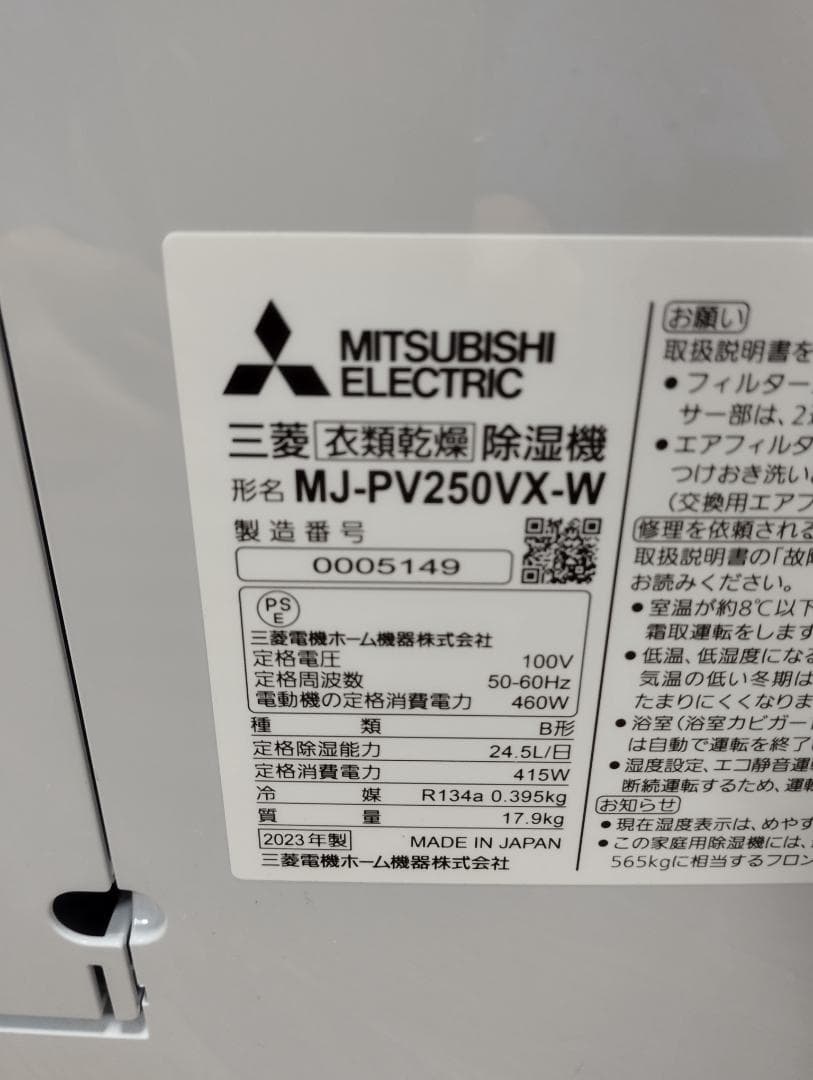 MITSUBISHI
ELECTRIC
三菱 衣類乾燥 除湿機
形名 MJ-PV250VX-W
製造番号
0005149
PS
E
三菱電機ホーム機器株式会社
定格電圧 100V
定格周波数 50-60Hz
電動機の定格消費電力 460W
種類 B形
定格除湿能力 24.5L/日
定格消費電力 415W
冷媒 R134a 0.395kg
質量 17.9kg
2023年製 MADE IN JAPAN
三菱電機ホーム機器株式会社
お願い
取扱説明書を
●フィルター
サー部は、2
●エアフィルタ
つけおき洗い
(交換用エアフ
修理を依頼される
取扱説明書の「故
お読みください。
●室温が約8℃以下
霜取運転をします
●低温、低湿度になる
気温の低い冬期は
たまりにくくなりま
●浴室(浴室カビガー
は自動で運転を終了
●湿度設定、エコ静音運
断続運転するため、運
お知らせ
●現在湿度表示は、めやす
●この家庭用除湿機には、
565kgに相当するフロン